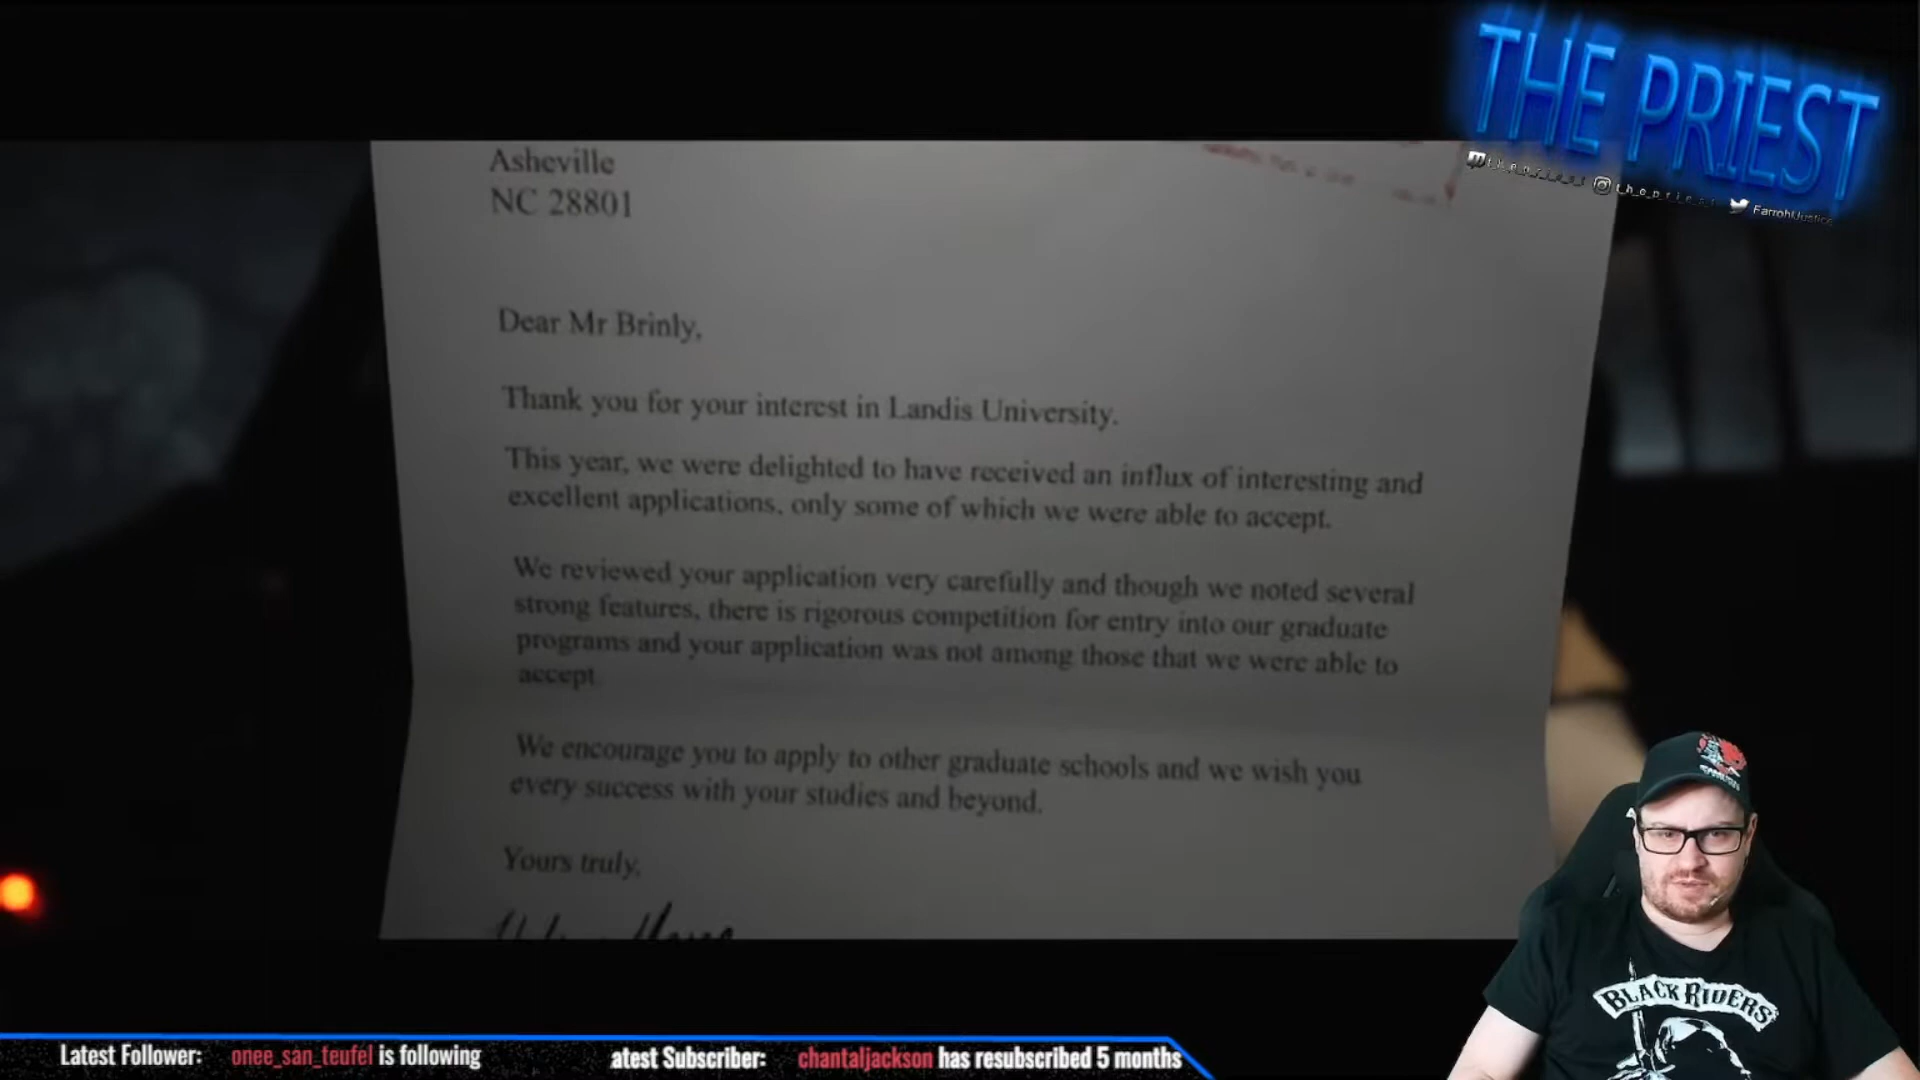 THE PRIEST
FarrohJustice
Asheville
NC 28801
Dear Mr Brinly,
Thank you for your interest in Landis University.
This year, we were delighted to have received an influx of interesting and
excellent applications, only some of which we were able to accept.
We reviewed your application very carefully and though we noted several
strong features, there is rigorous competition for entry into our graduate
programs and your application was not among those that we were able to
accept.
We encourage you to apply to other graduate schools and we wish you
every success with your studies and beyond.
Yours truly,
BLACK RIDERS
Latest Follower: onee_san_teufel is following
atest Subscriber: chantaljackson has resubscribed 5 months